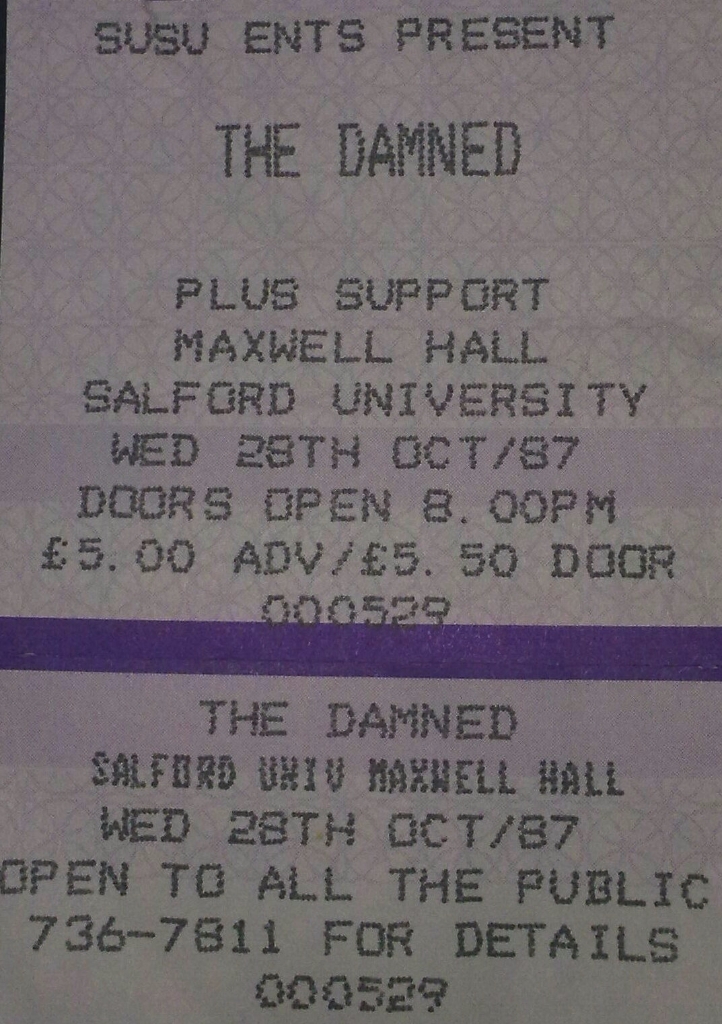 SUSU ENTS PRESENT
THE DAMNED
PLUS SUPPORT
MAXWELL HALL
SALFORD UNIVERSITY
WED 28TH OCT/87
DOORS OPEN 8.00PM
£5.00 ADV/£5.50 DOOR
000529
THE DAMNED
SALFORD UNIV MAXWELL HALL
WED 28TH OCT/87
OPEN TO ALL THE PUBLIC
736-7811 FOR DETAILS
000529